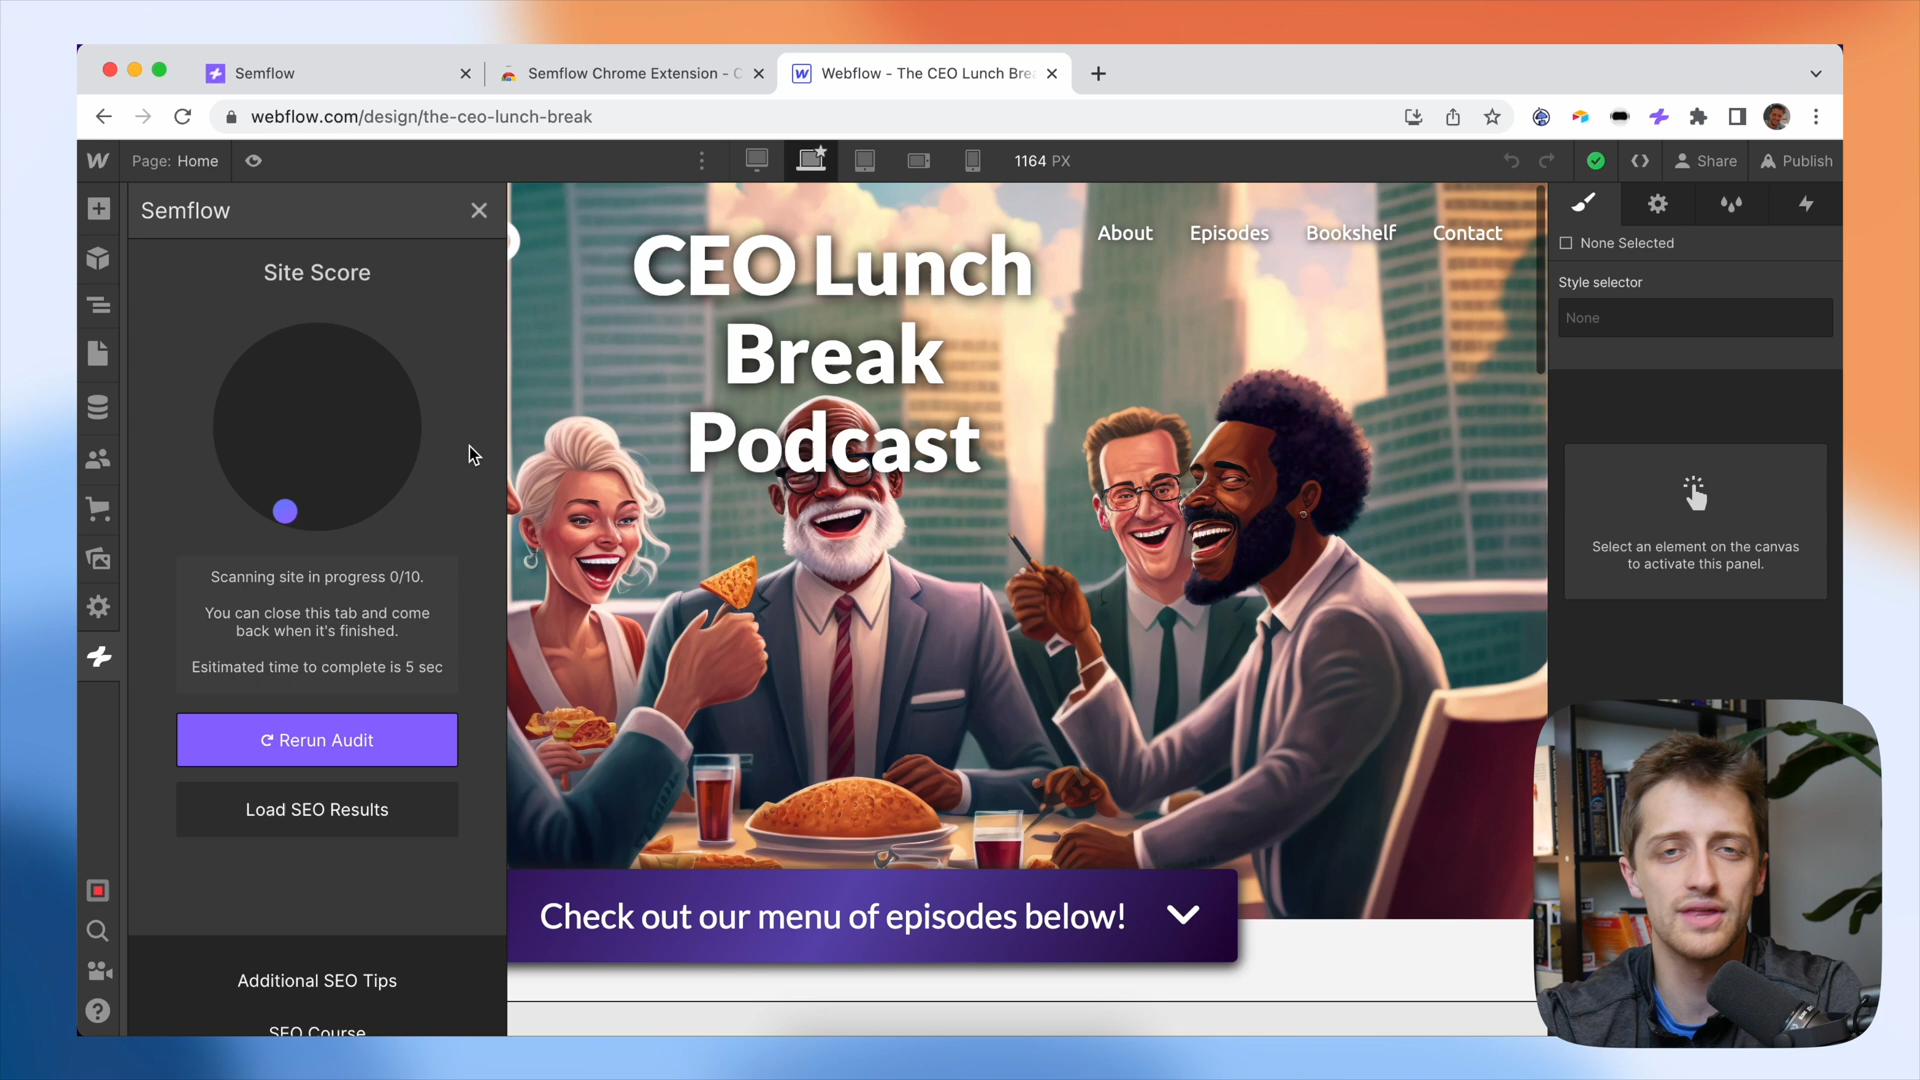 Semflow
Semflow Chrome Extension - C
Webflow - The CEO Lunch Bre
webflow.com/design/the-ceo-lunch-break
Page: Home
1164 PX
Share
Publish
Semflow
Site Score
Scanning site in progress 0/10.
You can close this tab and come
back when it's finished.
Esitimated time to complete is 5 sec
Rerun Audit
Load SEO Results
Additional SEO Tips
SEO Course
About
Episodes
Bookshelf
Contact
CEO Lunch
Break
Podcast
Check out our menu of episodes below!
None Selected
Style selector
None
Select an element on the canvas
to activate this panel.